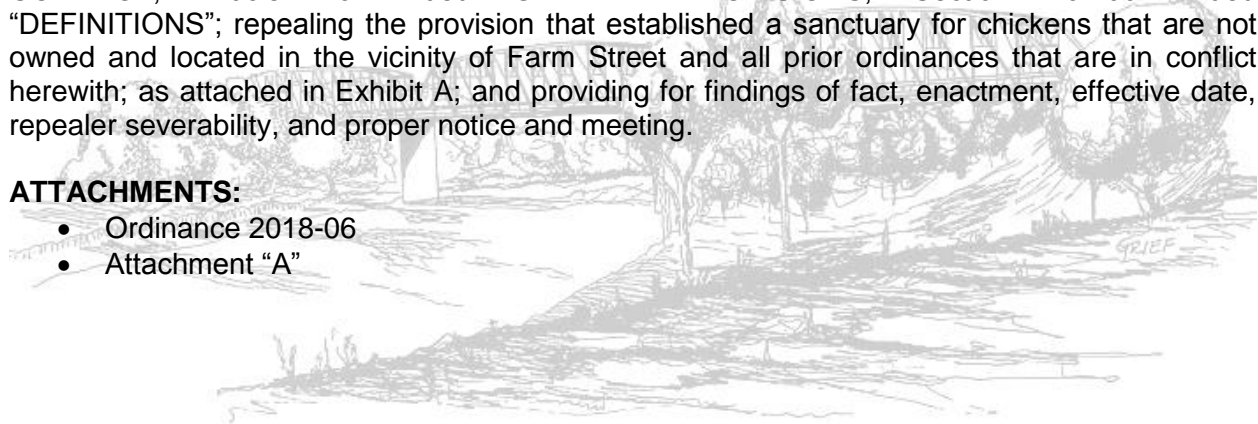 “DEFINITIONS”; repealing the provision that established a sanctuary for chickens that are not
owned and located in the vicinity of Farm Street and all prior ordinances that are in conflict
herewith; as attached in Exhibit A; and providing for findings of fact, enactment, effective date,
repealer severability, and proper notice and meeting.
ATTACHMENTS:
• Ordinance 2018-06
• Attachment “A”
GRIEF